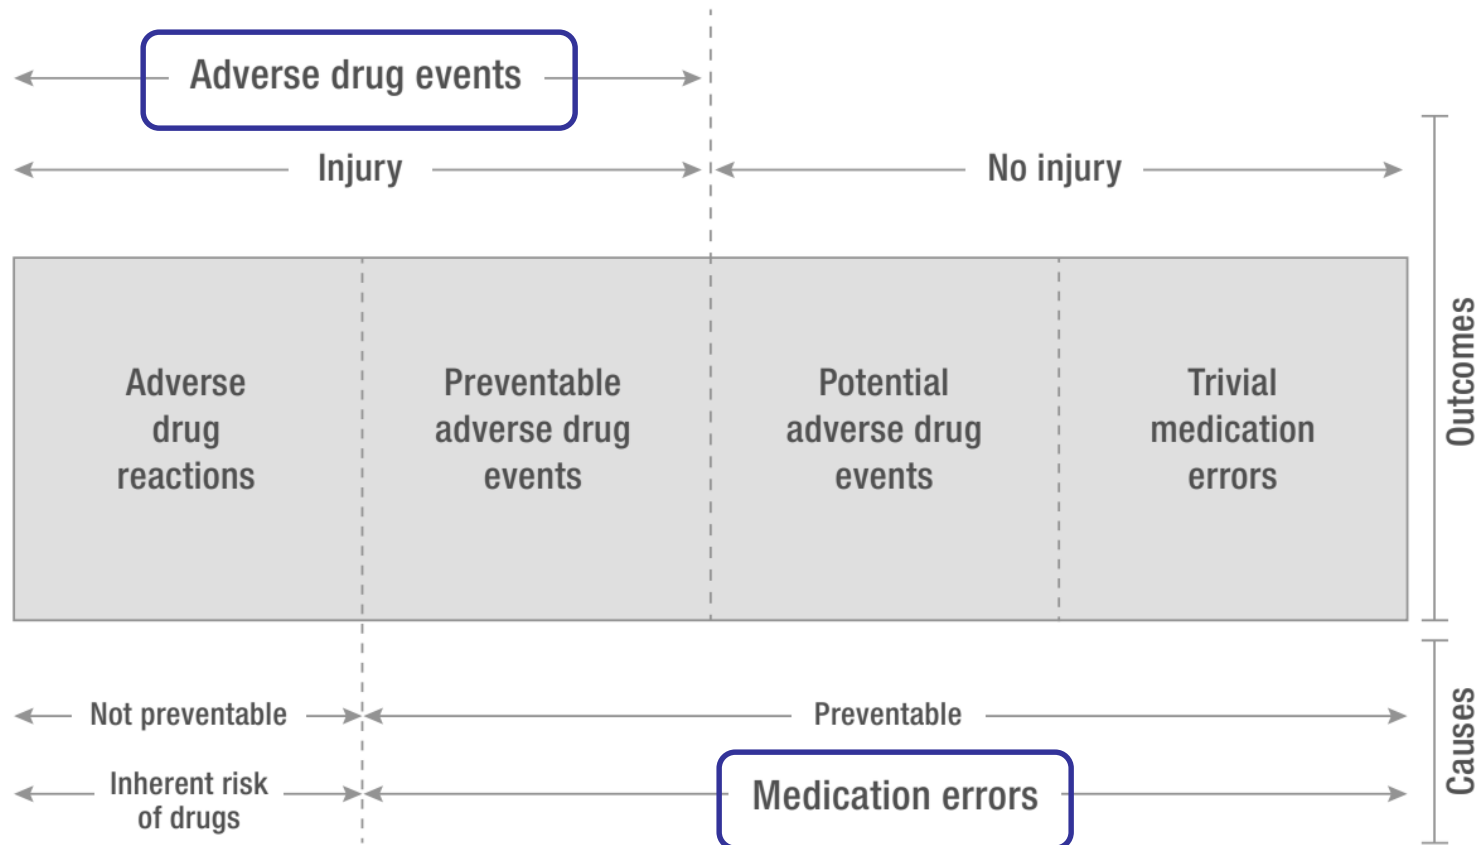 Adverse drug events
Injury
No injury
Adverse
drug
reactions
Preventable
adverse drug
events
Potential
adverse drug
events
Trivial
medication
errors
Outcomes
Not preventable
Preventable
Inherent risk
of drugs
Medication errors
Causes